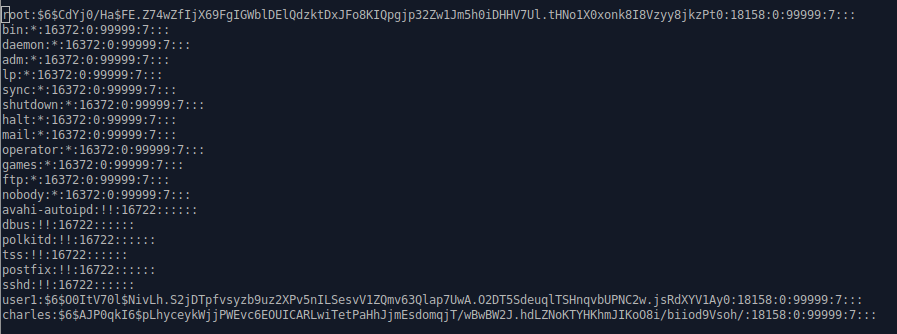 root:$6$CdYj0/Ha$FE.Z74wZfIjX69FgIGWblDElQdzktDxJFo8KIQpgjp32Zw1Jm5h0iDHHV7Ul.tHNo1X0xonk8I8Vzyy8jkzPt0:18158:0:99999:7:::
bin:*:16372:0:99999:7:::
daemon:*:16372:0:99999:7:::
adm:*:16372:0:99999:7:::
lp:*:16372:0:99999:7:::
sync:*:16372:0:99999:7:::
shutdown:*:16372:0:99999:7:::
halt:*:16372:0:99999:7:::
mail:*:16372:0:99999:7:::
operator:*:16372:0:99999:7:::
games:*:16372:0:99999:7:::
ftp:*:16372:0:99999:7:::
nobody:*:16372:0:99999:7:::
avahi-autoipd:!!:16722::::::
dbus:!!:16722::::::
polkitd:!!:16722::::::
tss:!!:16722::::::
postfix:!!:16722::::::
sshd:!!:16722::::::
user1:$6$O0ItV70l$NivLh.S2jDTpfvsyzb9uz2XPv5nILSesvV1ZQmv63Qlap7UwA.O2DT5SdeuqlTSHnqvbUPNC2w.jsRdXYV1Ay0:18158:0:99999:7:::
charles:$6$AJP0qkI6$pLhyceykWjjPWEvc6EOUICARLwiTetPaHhJjmEsdomqjT/wBwBW2J.hdLZNoKTYHKhmJIKoO8i/biiod9Vsoh/:18158:0:99999:7:::